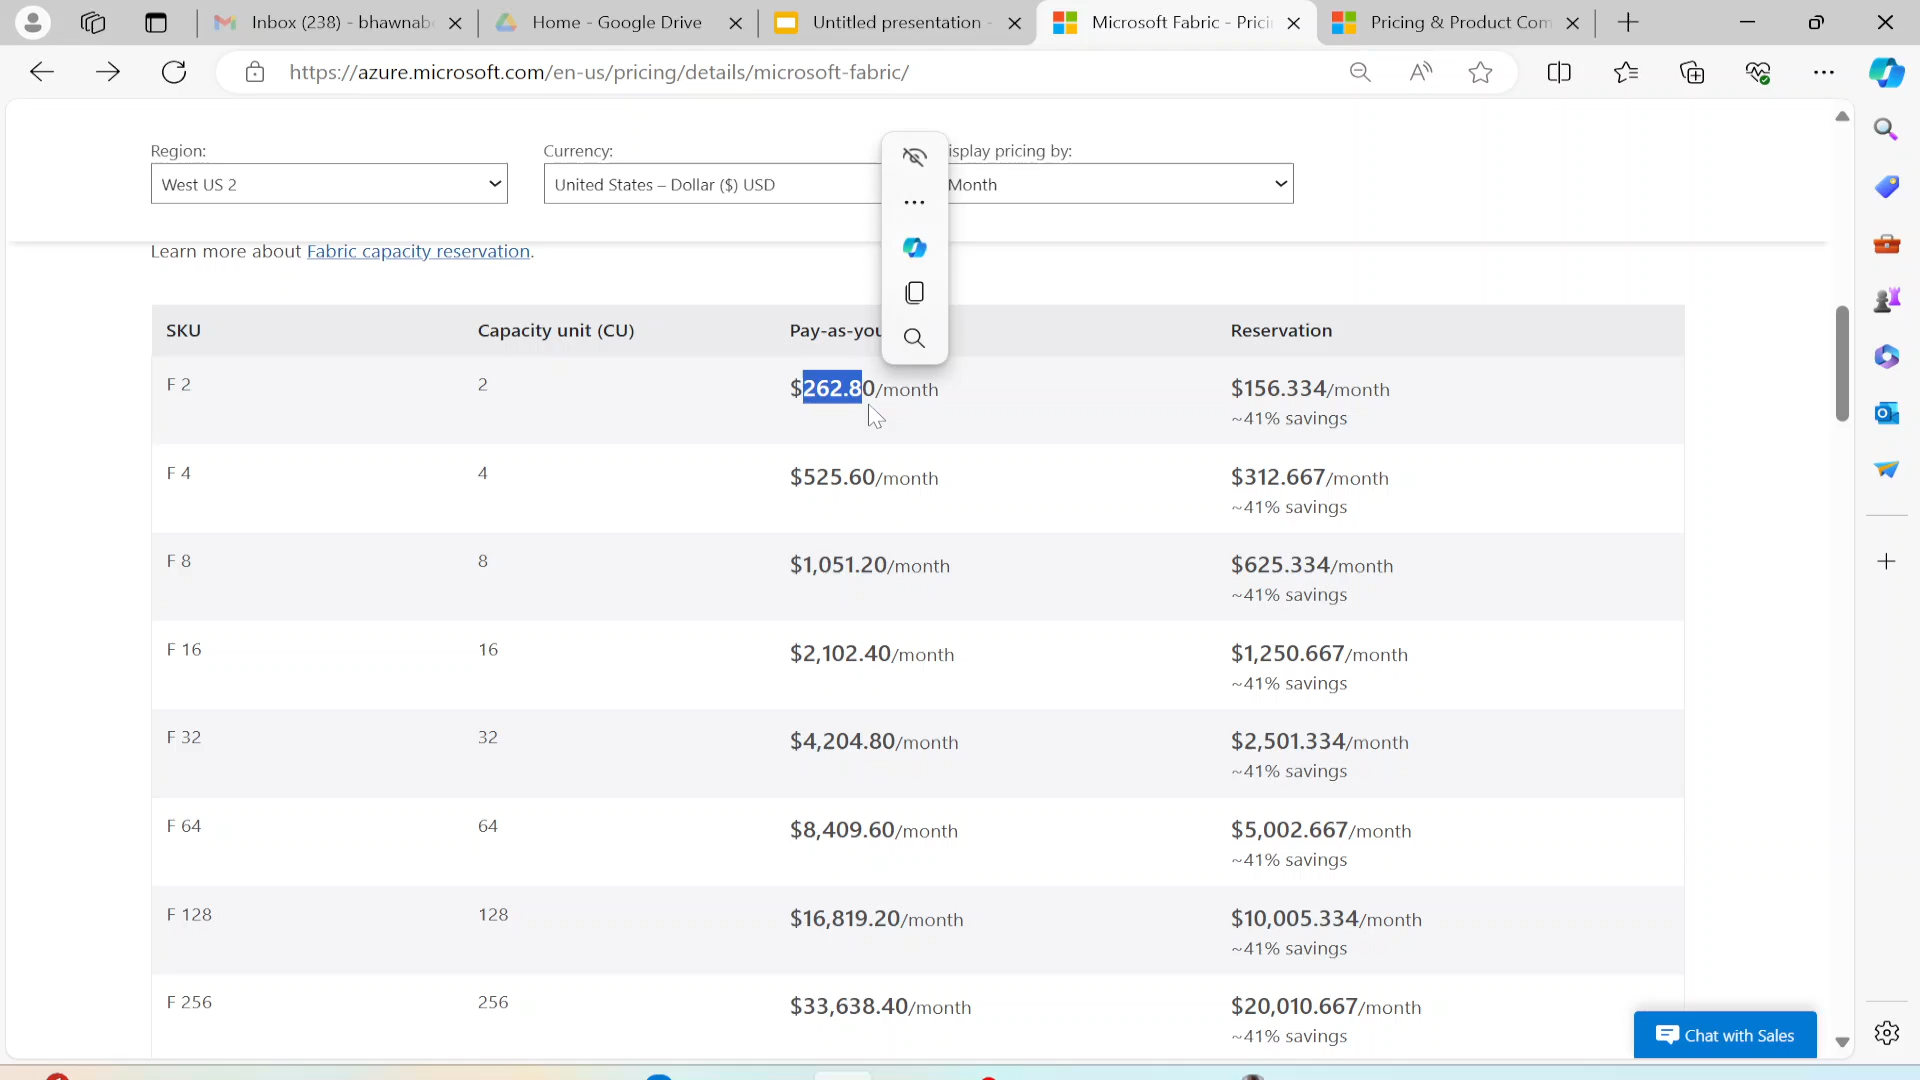 Inbox (238) - bhawnabe
Home - Google Drive
Untitled presentation -
Microsoft Fabric - Prici
Pricing & Product Com
https://azure.microsoft.com/en-us/pricing/details/microsoft-fabric/
Region:
Currency:
isplay pricing by:
West US 2
United States – Dollar ($) USD
Month
Learn more about Fabric capacity reservation.
SKU Capacity unit (CU) Pay-as-you Reservation
F 2 2 $262.80/month $156.334/month
~41% savings
F 4 4 $525.60/month $312.667/month
~41% savings
F 8 8 $1,051.20/month $625.334/month
~41% savings
F 16 16 $2,102.40/month $1,250.667/month
~41% savings
F 32 32 $4,204.80/month $2,501.334/month
~41% savings
F 64 64 $8,409.60/month $5,002.667/month
~41% savings
F 128 128 $16,819.20/month $10,005.334/month
~41% savings
F 256 256 $33,638.40/month $20,010.667/month
~41% savings
Chat with Sales